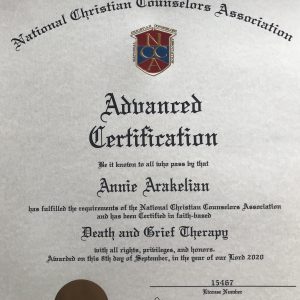 National Christian Counselors Association
N
C C
A
Advanced
Certification
Be it known to all who pass by that
Annie Arakelian
has fulfilled the requirements of the National Christian Counselors Association
and has been Certified in faith-based
Death and Grief Therapy
with all rights, privileges, and honors.
Awarded on this 8th day of September, in the year of our Lord 2020
15467
License Number